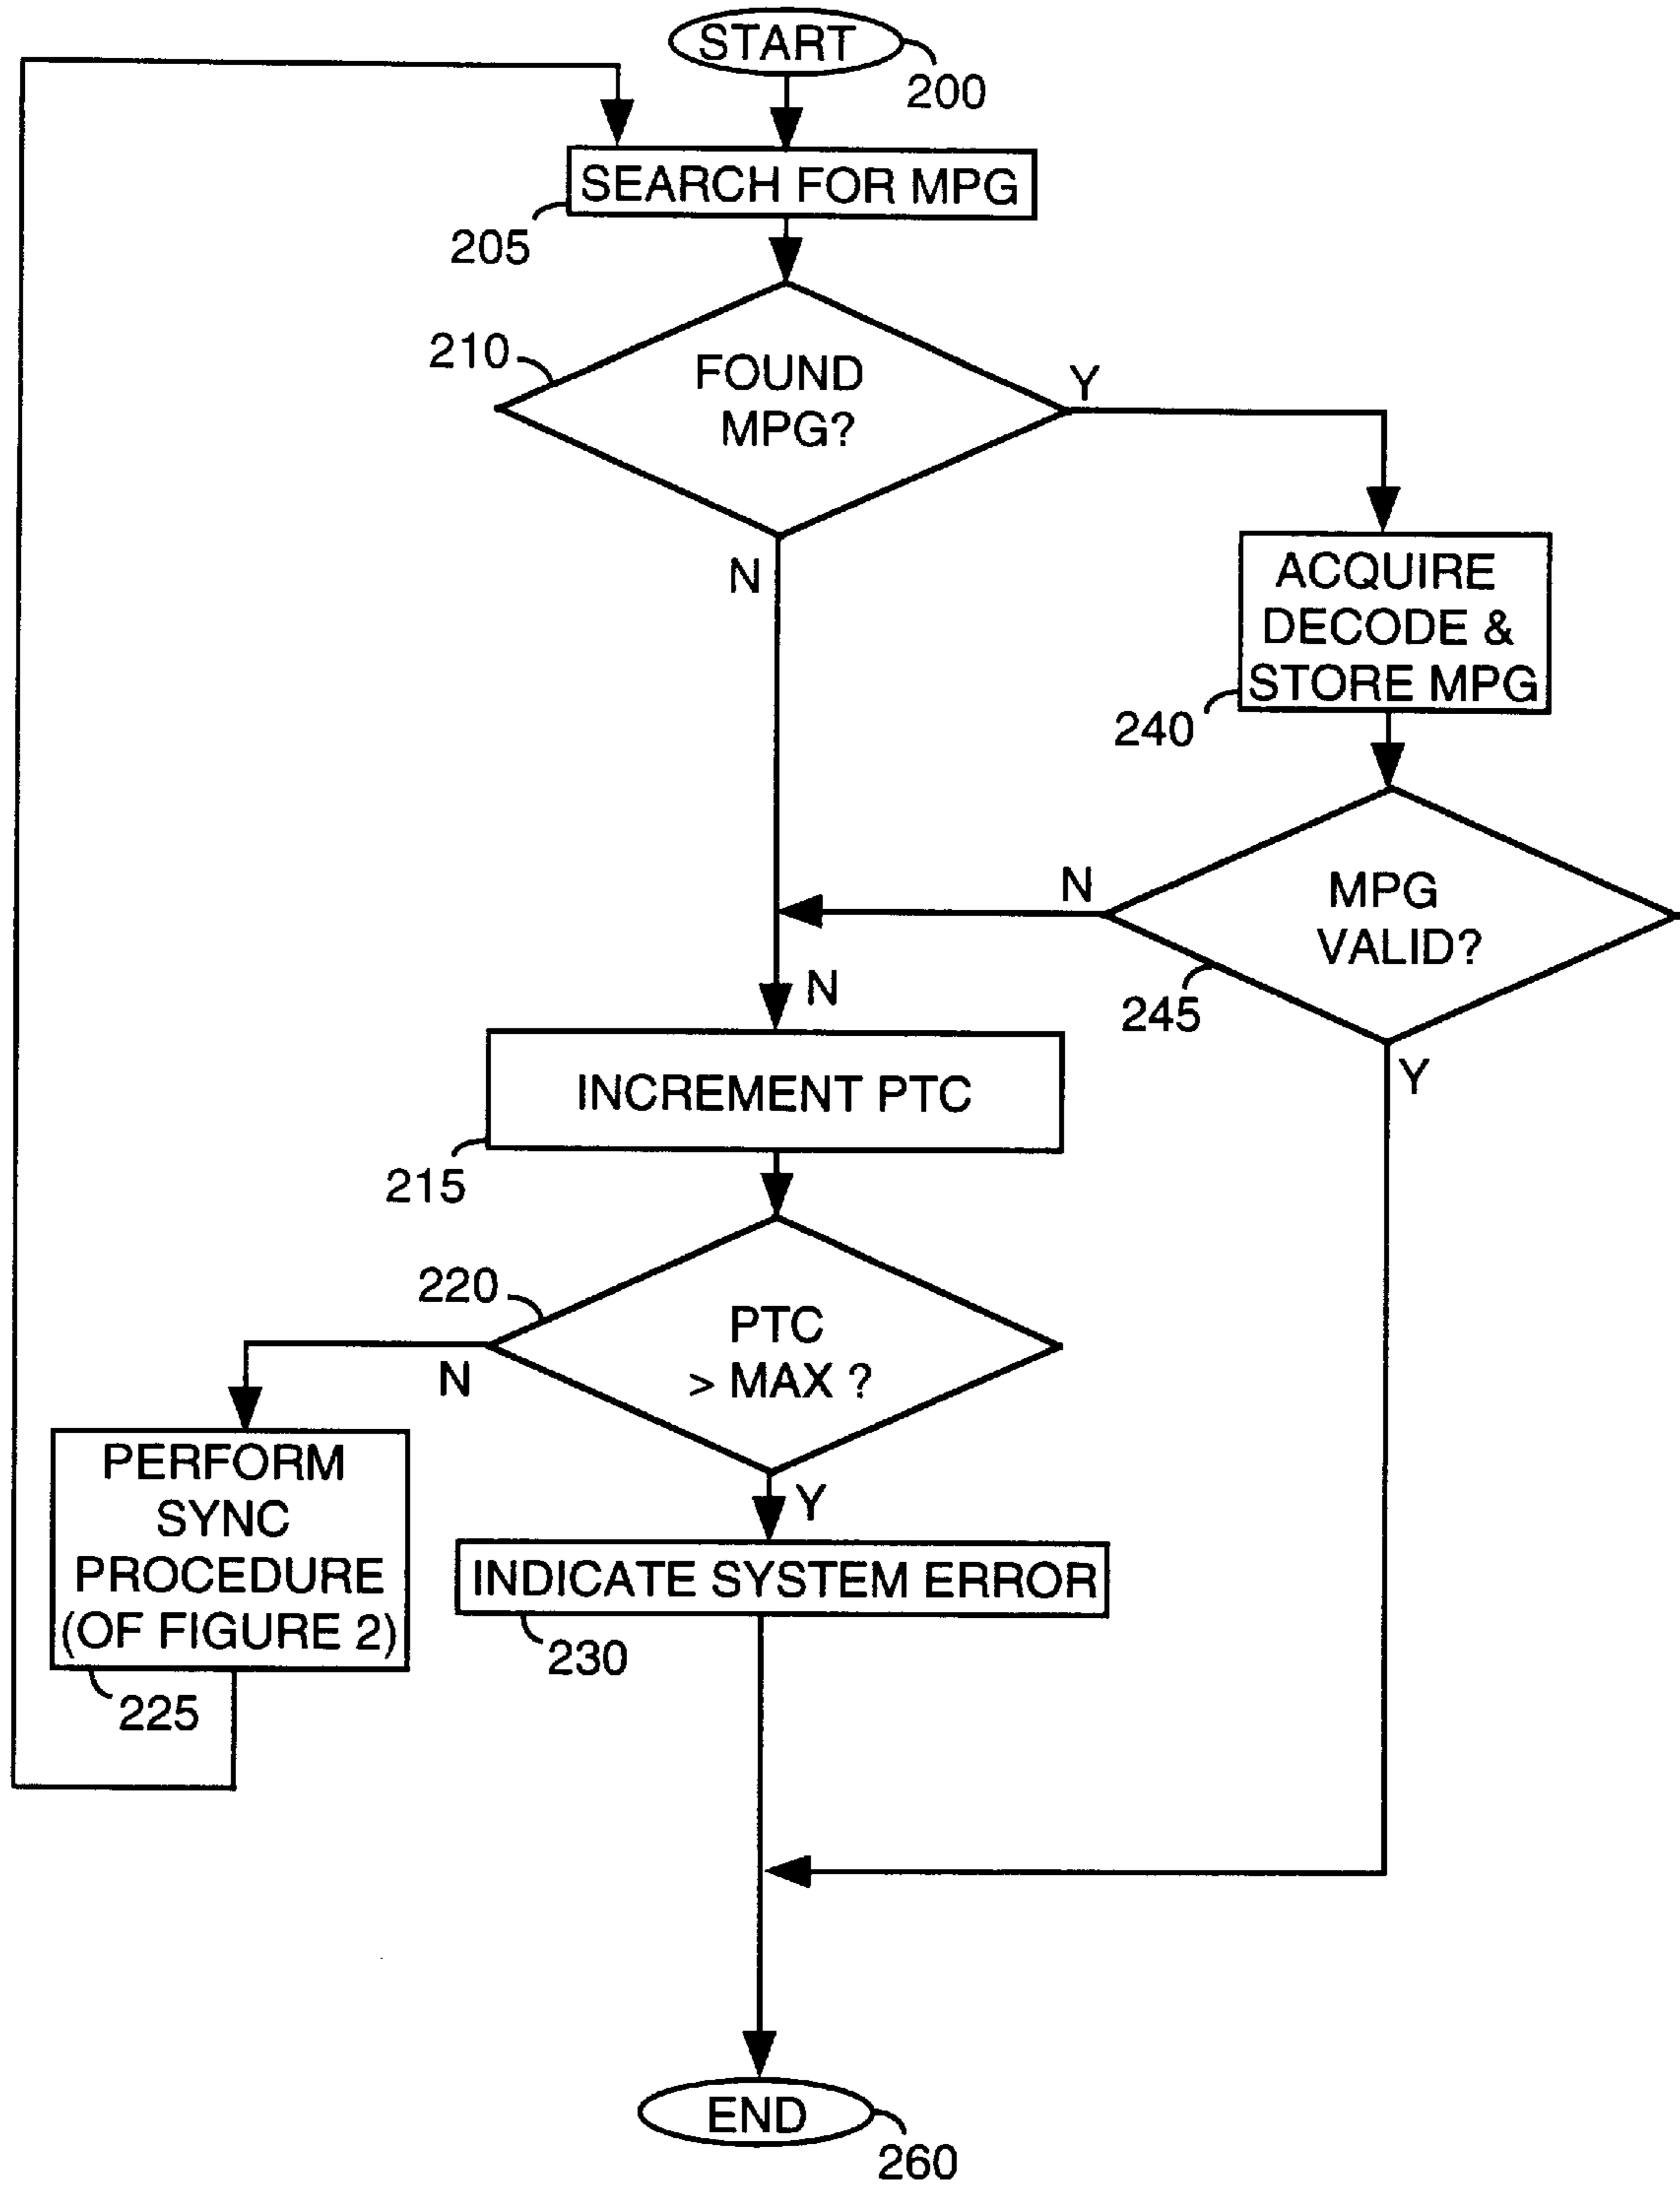 START
200
SEARCH FOR MPG
205
210
FOUND
MPG?
Y
N
ACQUIRE
DECODE &
STORE MPG
240
MPG
VALID?
N
245
Y
N
INCREMENT PTC
215
220
PTC
> MAX ?
N
Y
PERFORM
SYNC
PROCEDURE
(OF FIGURE 2)
225
INDICATE SYSTEM ERROR
230
END
260